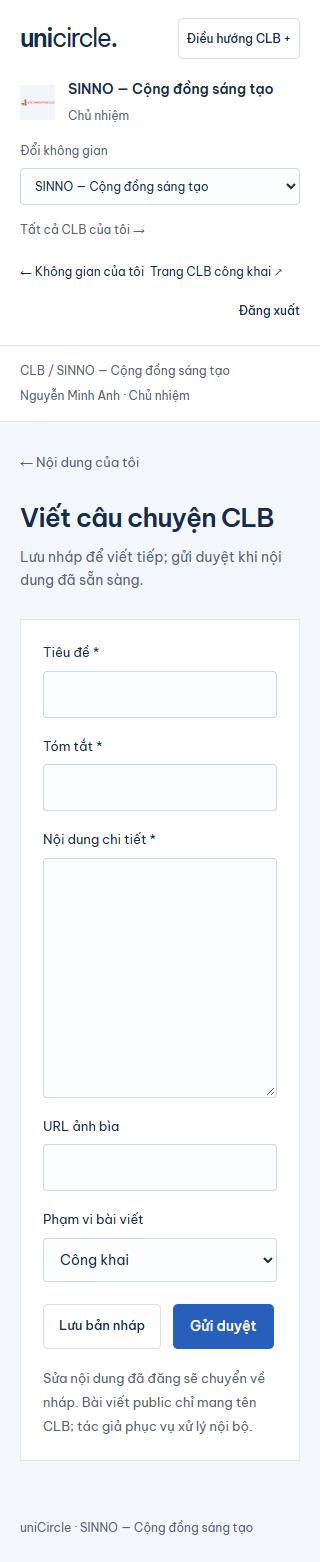 unicircle.
Điều hướng CLB +
SINNO — Cộng đồng sáng tạo
Chủ nhiệm
Đổi không gian
SINNO — Cộng đồng sáng tạo
Tất cả CLB của tôi →
← Không gian của tôi Trang CLB công khai ↗
Đăng xuất
CLB / SINNO — Cộng đồng sáng tạo
Nguyễn Minh Anh · Chủ nhiệm
← Nội dung của tôi
Viết câu chuyện CLB
Lưu nháp để viết tiếp; gửi duyệt khi nội
dung đã sẵn sàng.
Tiêu đề *
Tóm tắt *
Nội dung chi tiết *
URL ảnh bìa
Phạm vi bài viết
Công khai
Lưu bản nháp
Gửi duyệt
Sửa nội dung đã đăng sẽ chuyển về
nháp. Bài viết public chỉ mang tên
CLB; tác giả phục vụ xử lý nội bộ.
uniCircle · SINNO — Cộng đồng sáng tạo